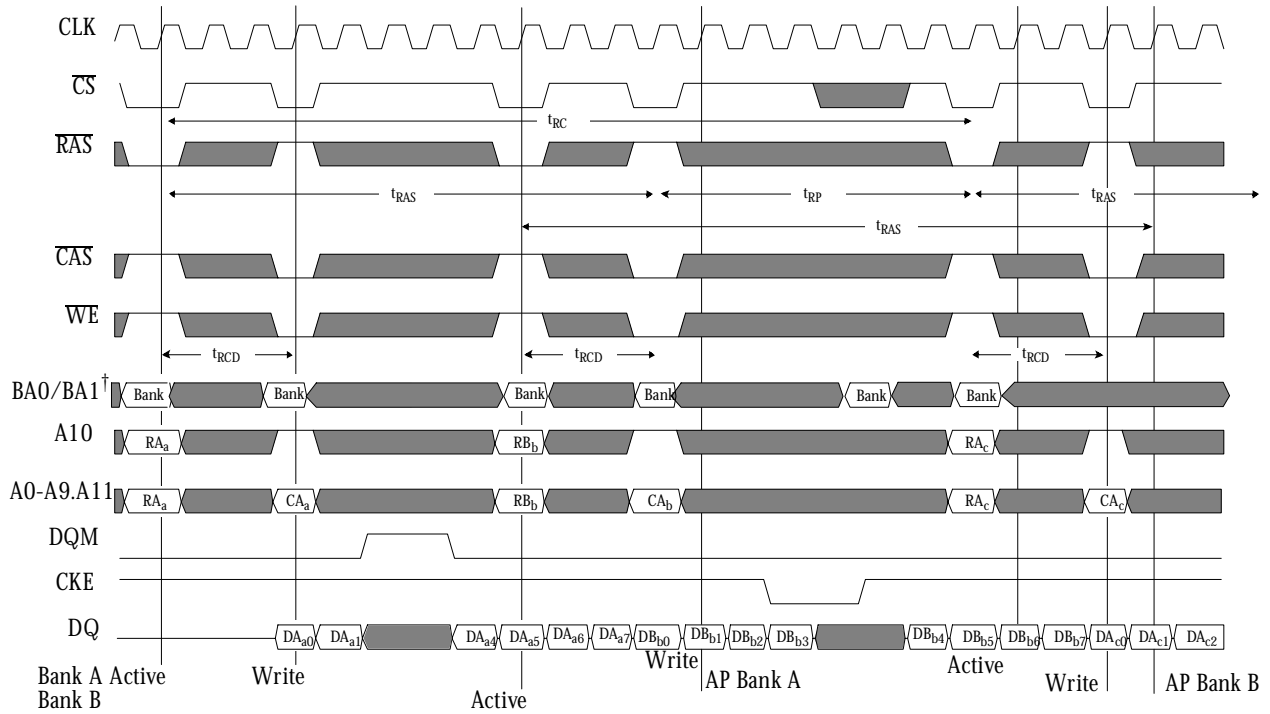 CLK
CS
tRC
RAS
tRAS tRP tRAS
tRAS
CAS
WE
tRCD tRCD tRCD
BA0/BA1† Bank Bank Bank Bank Bank Bank
A10 RAa RBb RAc
A0-A9.A11 RAa CAa RBb CAb RAc CAc
DQM
CKE
DQ DAa0 DAa1 DAa4 DAa5 DAa6 DAa7 DBb0 DBb1 DBb2 DBb3 DBb4 DBb5 DBb6 DBb7 DAc0 DAc1 DAc2
Bank A Active Write Write AP Bank A Active Write AP Bank B
Bank B Active